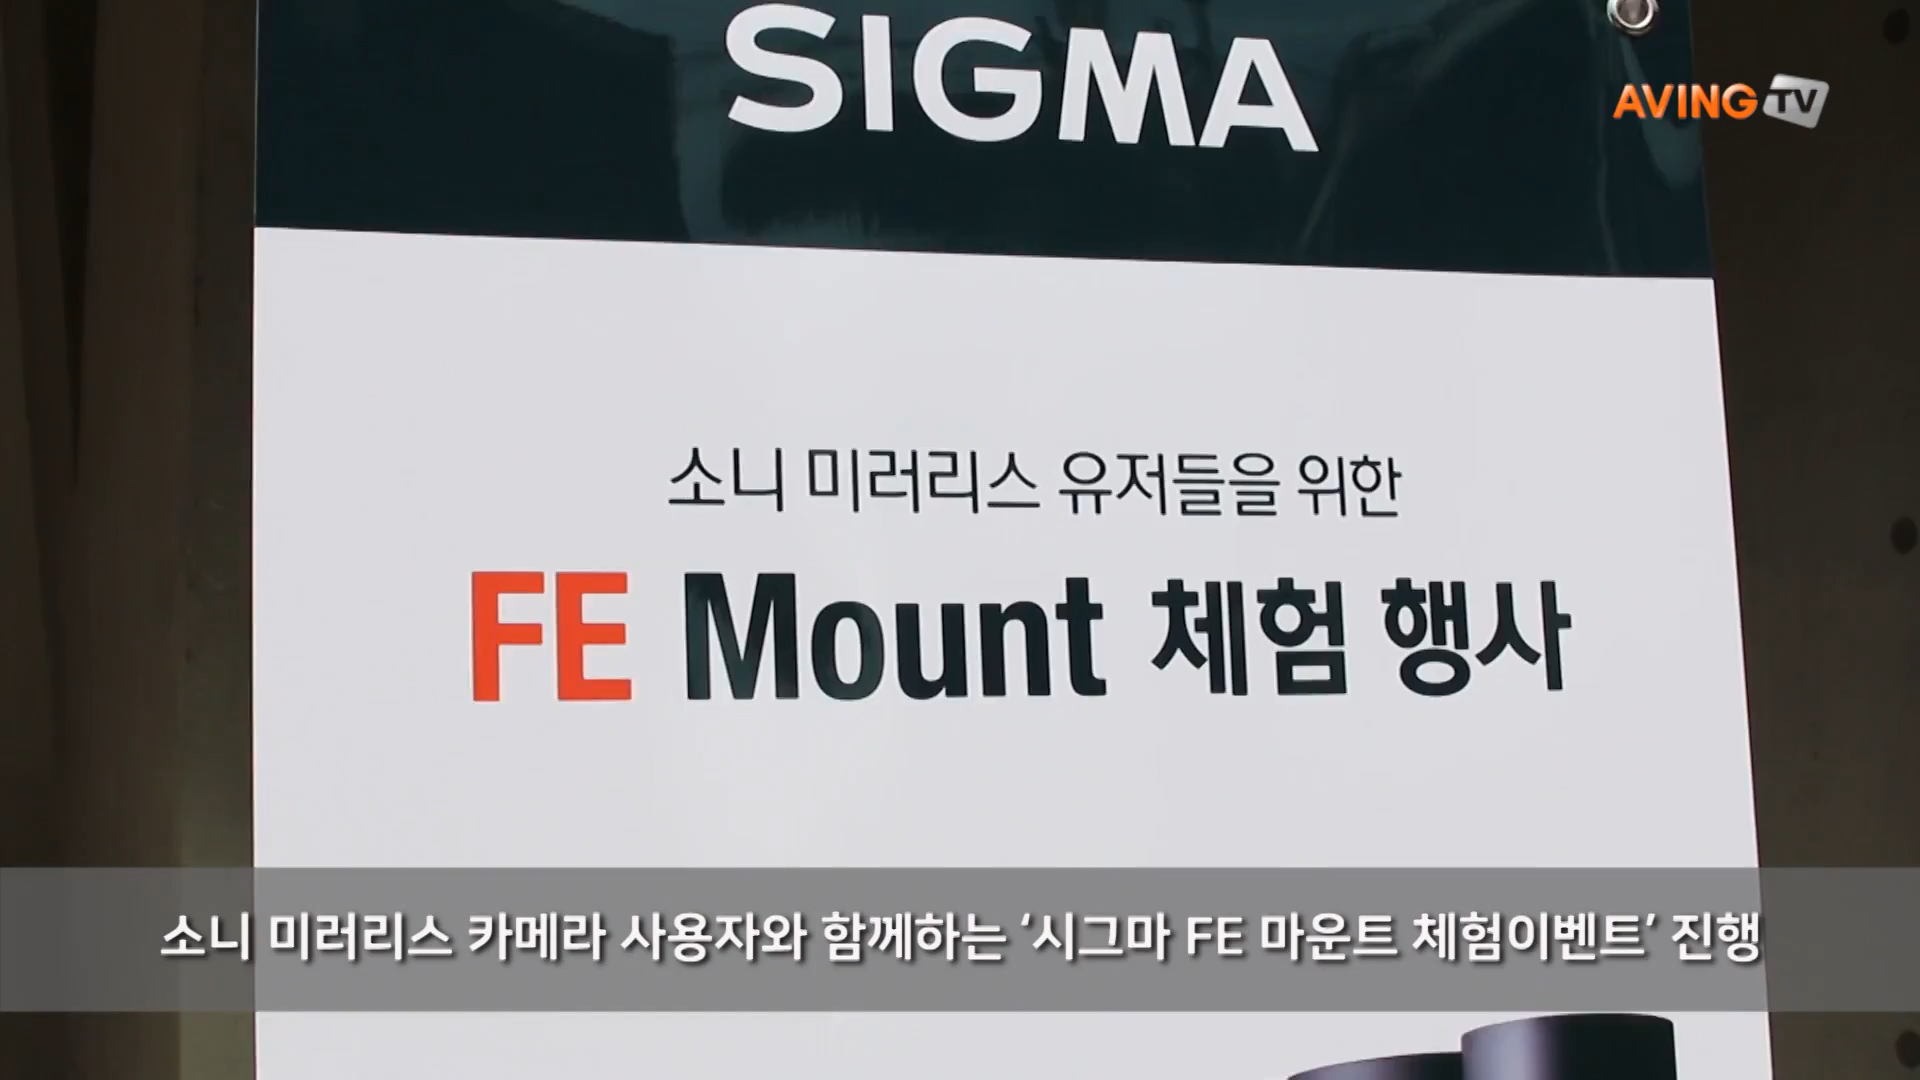 SIGMA
AVING TV
소니 미러리스 유저들을 위한
FE Mount 체험 행사
소니 미러리스 카메라 사용자와 함께하는 ‘시그마 FE 마운트 체험이벤트’ 진행